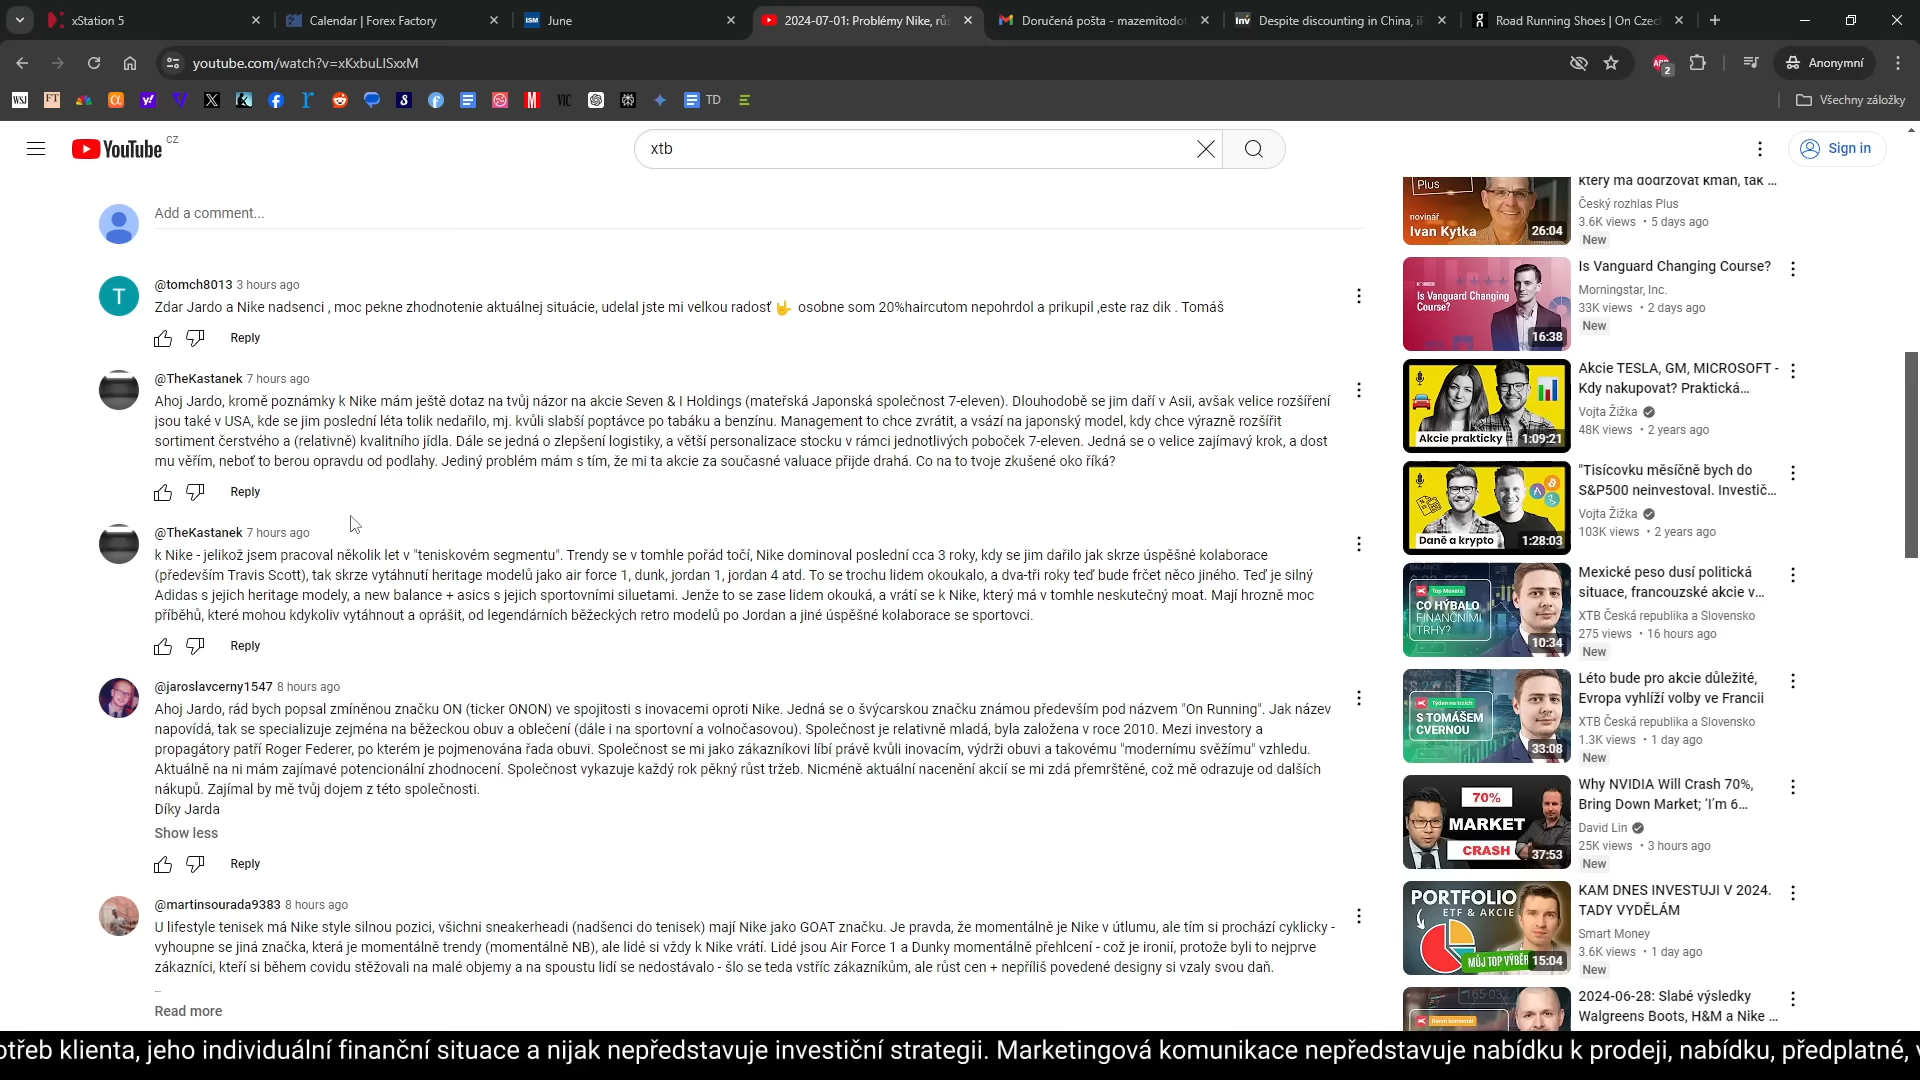 xStation 5
Calendar | Forex Factory
ISM June
2024-07-01: Problémy Nike, rů
Doručená pošta - mazemitodo
Inv Despite discounting in China, i
Road Running Shoes | On Czec
youtube.com/watch?v=xKxbuLISxxM
2
Anonymní
WSJ FT
VIC
TD
Všechny záložky
YouTube CZ
xtb
Sign in
Add a comment...
T
@tomch8013 3 hours ago
Zdar Jardo a Nike nadsenci , moc pekne zhodnotenie aktuálnej situácie, udelal jste mi velkou radosť 🤟 osobne som 20%haircutom nepohrdol a prikupil ,este raz dik . Tomáš
Reply
@TheKastanek 7 hours ago
Ahoj Jardo, kromě poznámky k Nike mám ještě dotaz na tvůj názor na akcie Seven & I Holdings (mateřská Japonská společnost 7-eleven). Dlouhodobě se jim daří v Asii, avšak velice rozšíření
jsou také v USA, kde se jim poslední léta tolik nedařilo, mj. kvůli slabší poptávce po tabáku a benzínu. Management to chce zvrátit, a vsází na japonský model, kdy chce výrazně rozšířit
sortiment čerstvého a (relativně) kvalitního jídla. Dále se jedná o zlepšení logistiky, a větší personalizace stocku v rámci jednotlivých poboček 7-eleven. Jedná se o velice zajímavý krok, a dost
mu věřím, neboť to berou opravdu od podlahy. Jediný problém mám s tím, že mi ta akcie za současné valuace přijde drahá. Co na to tvoje zkušené oko říká?
Reply
@TheKastanek 7 hours ago
k Nike - jelikož jsem pracoval několik let v "teniskovém segmentu". Trendy se v tomhle pořád točí, Nike dominoval poslední cca 3 roky, kdy se jim dařilo jak skrze úspěšné kolaborace
(především Travis Scott), tak skrze vytáhnutí heritage modelů jako air force 1, dunk, jordan 1, jordan 4 atd. To se trochu lidem okoukalo, a dva-tři roky teď bude frčet něco jiného. Teď je silný
Adidas s jejich heritage modely, a new balance + asics s jejich sportovními siluetami. Jenže to se zase lidem okouká, a vrátí se k Nike, který má v tomhle neskutečný moat. Mají hrozně moc
příběhů, které mohou kdykoliv vytáhnout a oprášit, od legendárních běžeckých retro modelů po Jordan a jiné úspěšné kolaborace se sportovci.
Reply
@jaroslavcerny1547 8 hours ago
Ahoj Jardo, rád bych popsal zmíněnou značku ON (ticker ONON) ve spojitosti s inovacemi oproti Nike. Jedná se o švýcarskou značku známou především pod názvem "On Running". Jak název
napovídá, tak se specializuje zejména na běžeckou obuv a oblečení (dále i na sportovní a volnočasovou). Společnost je relativně mladá, byla založena v roce 2010. Mezi investory a
propagátory patří Roger Federer, po kterém je pojmenována řada obuvi. Společnost se mi jako zákazníkovi líbí právě kvůli inovacím, výdrži obuvi a takovému "modernímu svěžímu" vzhledu.
Aktuálně na ni mám zajímavé potencionální zhodnocení. Společnost vykazuje každý rok pěkný růst tržeb. Nicméně aktuální nacenění akcií se mi zdá přemrštěné, což mě odrazuje od dalších
nákupů. Zajímal by mě tvůj dojem z této společnosti.
Díky Jarda
Show less
Reply
@martinsourada9383 8 hours ago
U lifestyle tenisek má Nike style silnou pozici, všichni sneakerheadi (nadšenci do tenisek) mají Nike jako GOAT značku. Je pravda, že momentálně je Nike v útlumu, ale tím si prochází cyklicky -
vyhoupne se jiná značka, která je momentálně trendy (momentálně NB), ale lidé si vždy k Nike vrátí. Lidé jsou Air Force 1 a Dunky momentálně přehlcení - což je ironií, protože byli to nejprve
zákazníci, kteří si během covidu stěžovali na malé objemy a na spoustu lidí se nedostávalo - šlo se teda vstříc zákazníkům, ale růst cen + nepříliš povedené designy si vzaly svou daň.
...
Read more
Plus
novinář
Ivan Kytka
26:04
který má dodržovat kman, tak ...
Český rozhlas Plus
3.6K views • 5 days ago
New
Is Vanguard Changing Course?
16:38
Is Vanguard Changing Course?
Morningstar, Inc.
33K views • 2 days ago
New
Akcie prakticky
1:09:21
Akcie TESLA, GM, MICROSOFT -
Kdy nakupovat? Praktická...
Vojta Žižka
48K views • 2 years ago
Daně a krypto
1:28:03
"Tisícovku měsíčně bych do
S&P500 neinvestoval. Investič...
Vojta Žižka
103K views • 2 years ago
Top Movers
CO HÝBALO
FINANČNÍMI
TRHY?
10:34
Mexické peso dusí politická
situace, francouzské akcie v...
XTB Česká republika a Slovensko
275 views • 16 hours ago
New
Týden na trzích
S TOMÁŠEM
CVERNOU
33:08
Léto bude pro akcie důležité,
Evropa vyhlíží volby ve Francii
XTB Česká republika a Slovensko
1.3K views • 1 day ago
New
70%
MARKET
CRASH
37:53
Why NVIDIA Will Crash 70%,
Bring Down Market; 'I'm 6...
David Lin
25K views • 3 hours ago
New
PORTFOLIO
ETF & AKCIE
MŮJ TOP VÝBĚR
15:04
KAM DNES INVESTUJI V 2024.
TADY VYDĚLÁM
Smart Money
3.6K views • 1 day ago
New
Ranní komentář
2024-06-28: Slabé výsledky
Walgreens Boots, H&M a Nike ...
otřeb klienta, jeho individuální finanční situace a nijak nepředstavuje investiční strategii. Marketingová komunikace nepředstavuje nabídku k prodeji, nabídku, předplatné,